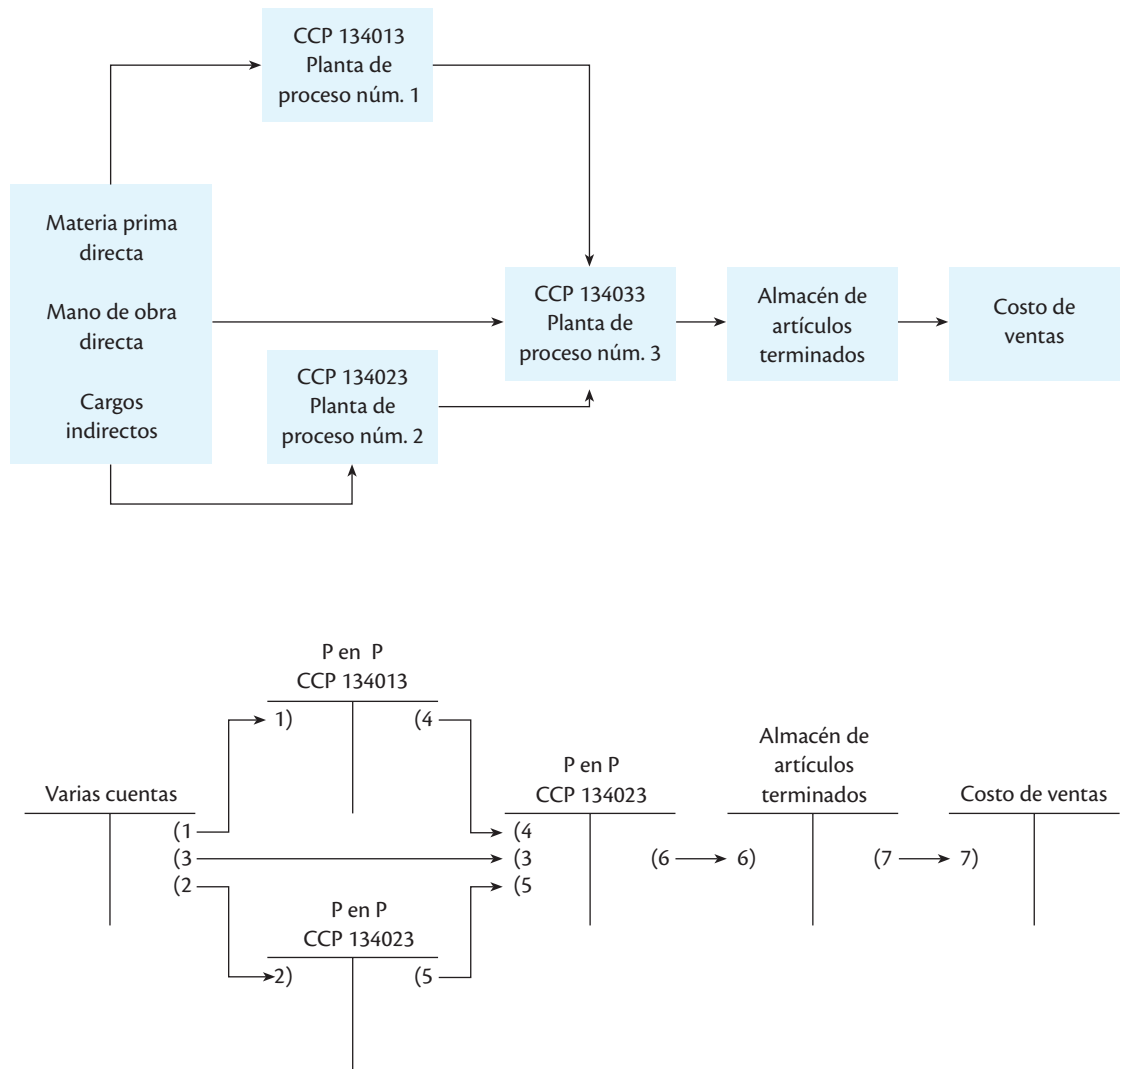 CCP 134013
Planta de
proceso núm. 1
Materia prima
directa
Mano de obra
directa
Cargos
indirectos
CCP 134023
Planta de
proceso núm. 2
CCP 134033
Planta de
proceso núm. 3
Almacén de
artículos
terminados
Costo de
ventas
P en P
CCP 134013
1) (4
Varias cuentas
(1
(3
(2
P en P
CCP 134023
2) (5
P en P
CCP 134023
(4
(3
(5
(6
Almacén de
artículos
terminados
6) (7
Costo de ventas
7)